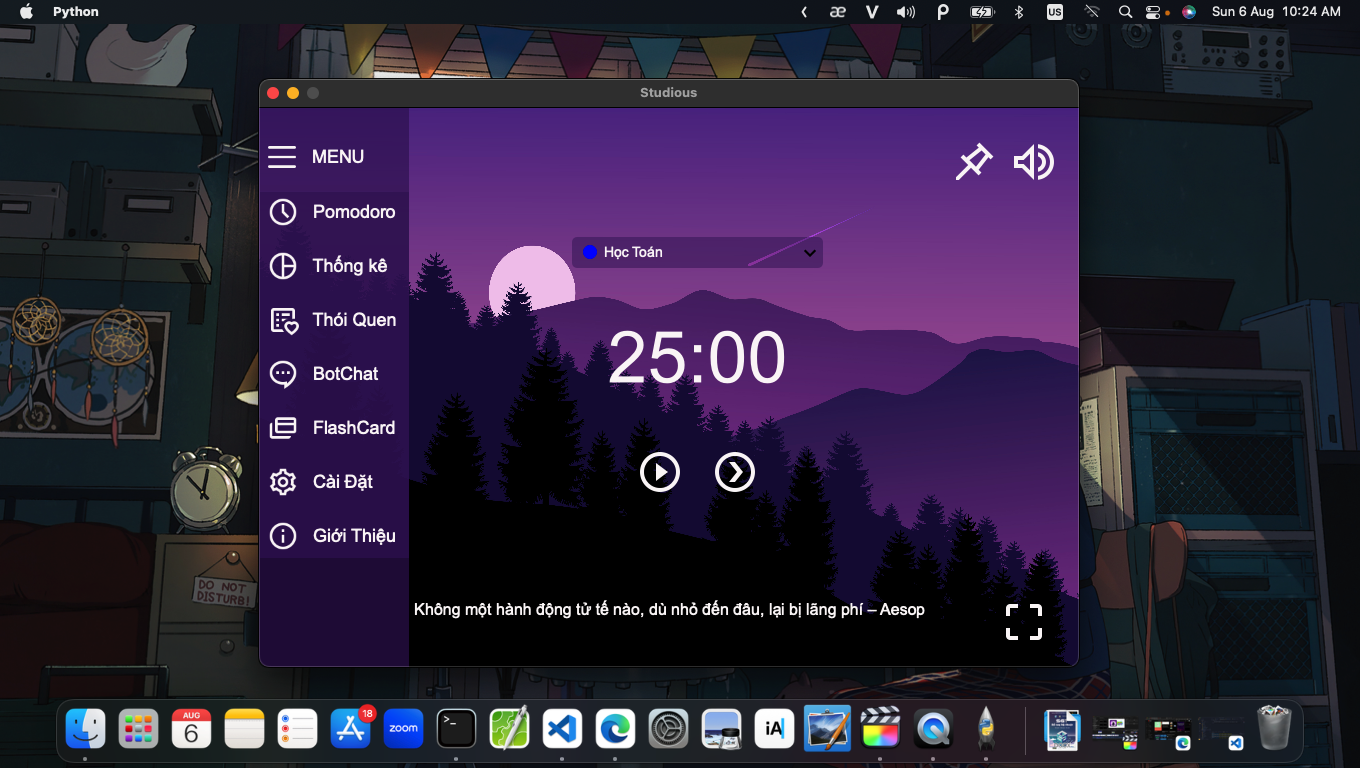 Python
US
Sun 6 Aug 10:24 AM
Studious
MENU
Pomodoro
Thống kê
Thói Quen
BotChat
FlashCard
Cài Đặt
Giới Thiệu
Học Toán
25:00
Không một hành động tử tế nào, dù nhỏ đến đâu, lại bị lãng phí – Aesop
DO NOT
DISTURB!
AUG
6
18
zoom
>_
iA